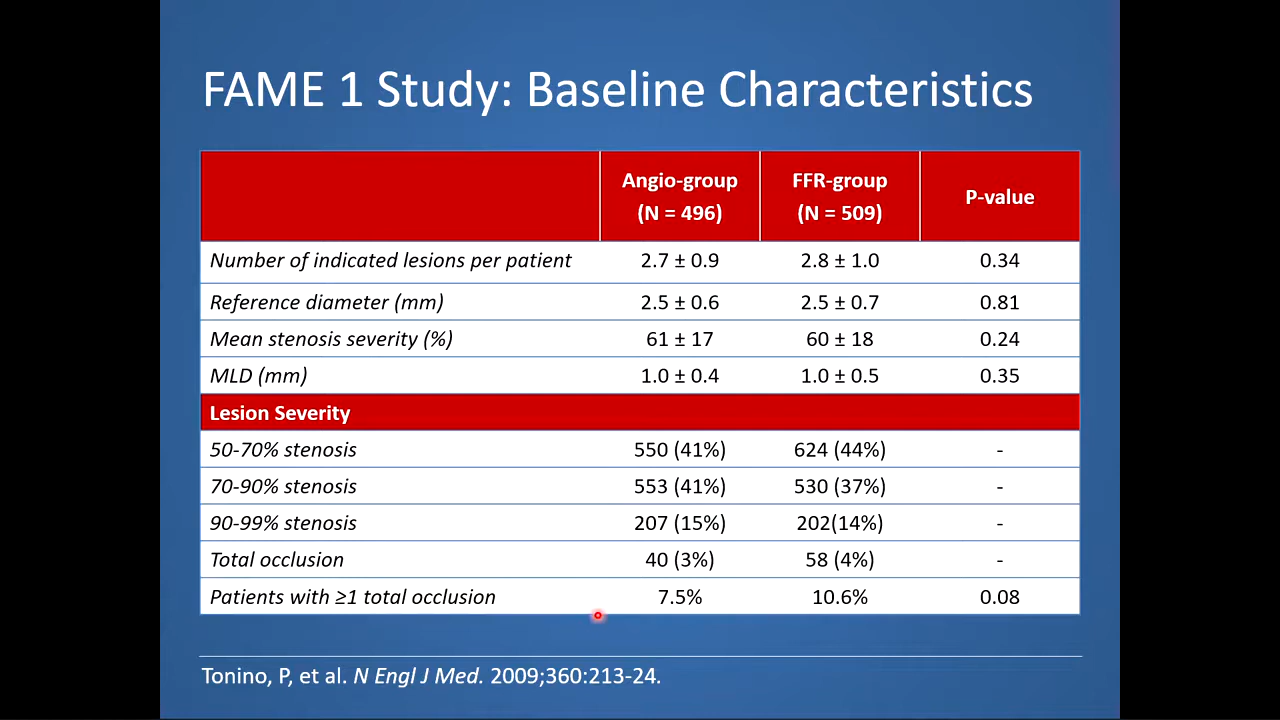 FAME 1 Study: Baseline Characteristics
Angio-group (N = 496) FFR-group (N = 509) P-value
Number of indicated lesions per patient 2.7 ± 0.9 2.8 ± 1.0 0.34
Reference diameter (mm) 2.5 ± 0.6 2.5 ± 0.7 0.81
Mean stenosis severity (%) 61 ± 17 60 ± 18 0.24
MLD (mm) 1.0 ± 0.4 1.0 ± 0.5 0.35
Lesion Severity
50-70% stenosis 550 (41%) 624 (44%) -
70-90% stenosis 553 (41%) 530 (37%) -
90-99% stenosis 207 (15%) 202(14%) -
Total occlusion 40 (3%) 58 (4%) -
Patients with ≥1 total occlusion 7.5% 10.6% 0.08
Tonino, P, et al. N Engl J Med. 2009;360:213-24.